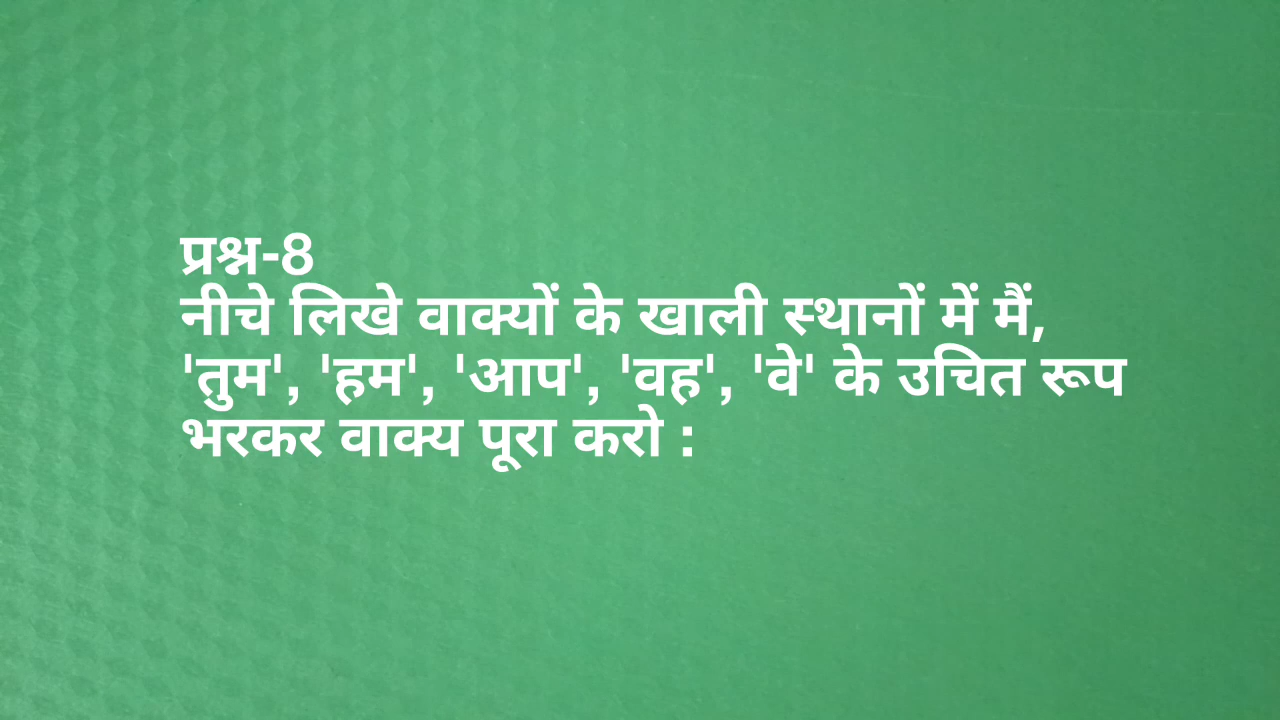 प्रश्न-8
नीचे लिखे वाक्यों के खाली स्थानों में मैं,
'तुम', 'हम', 'आप', 'वह', 'वे' के उचित रूप
भरकर वाक्य पूरा करो :